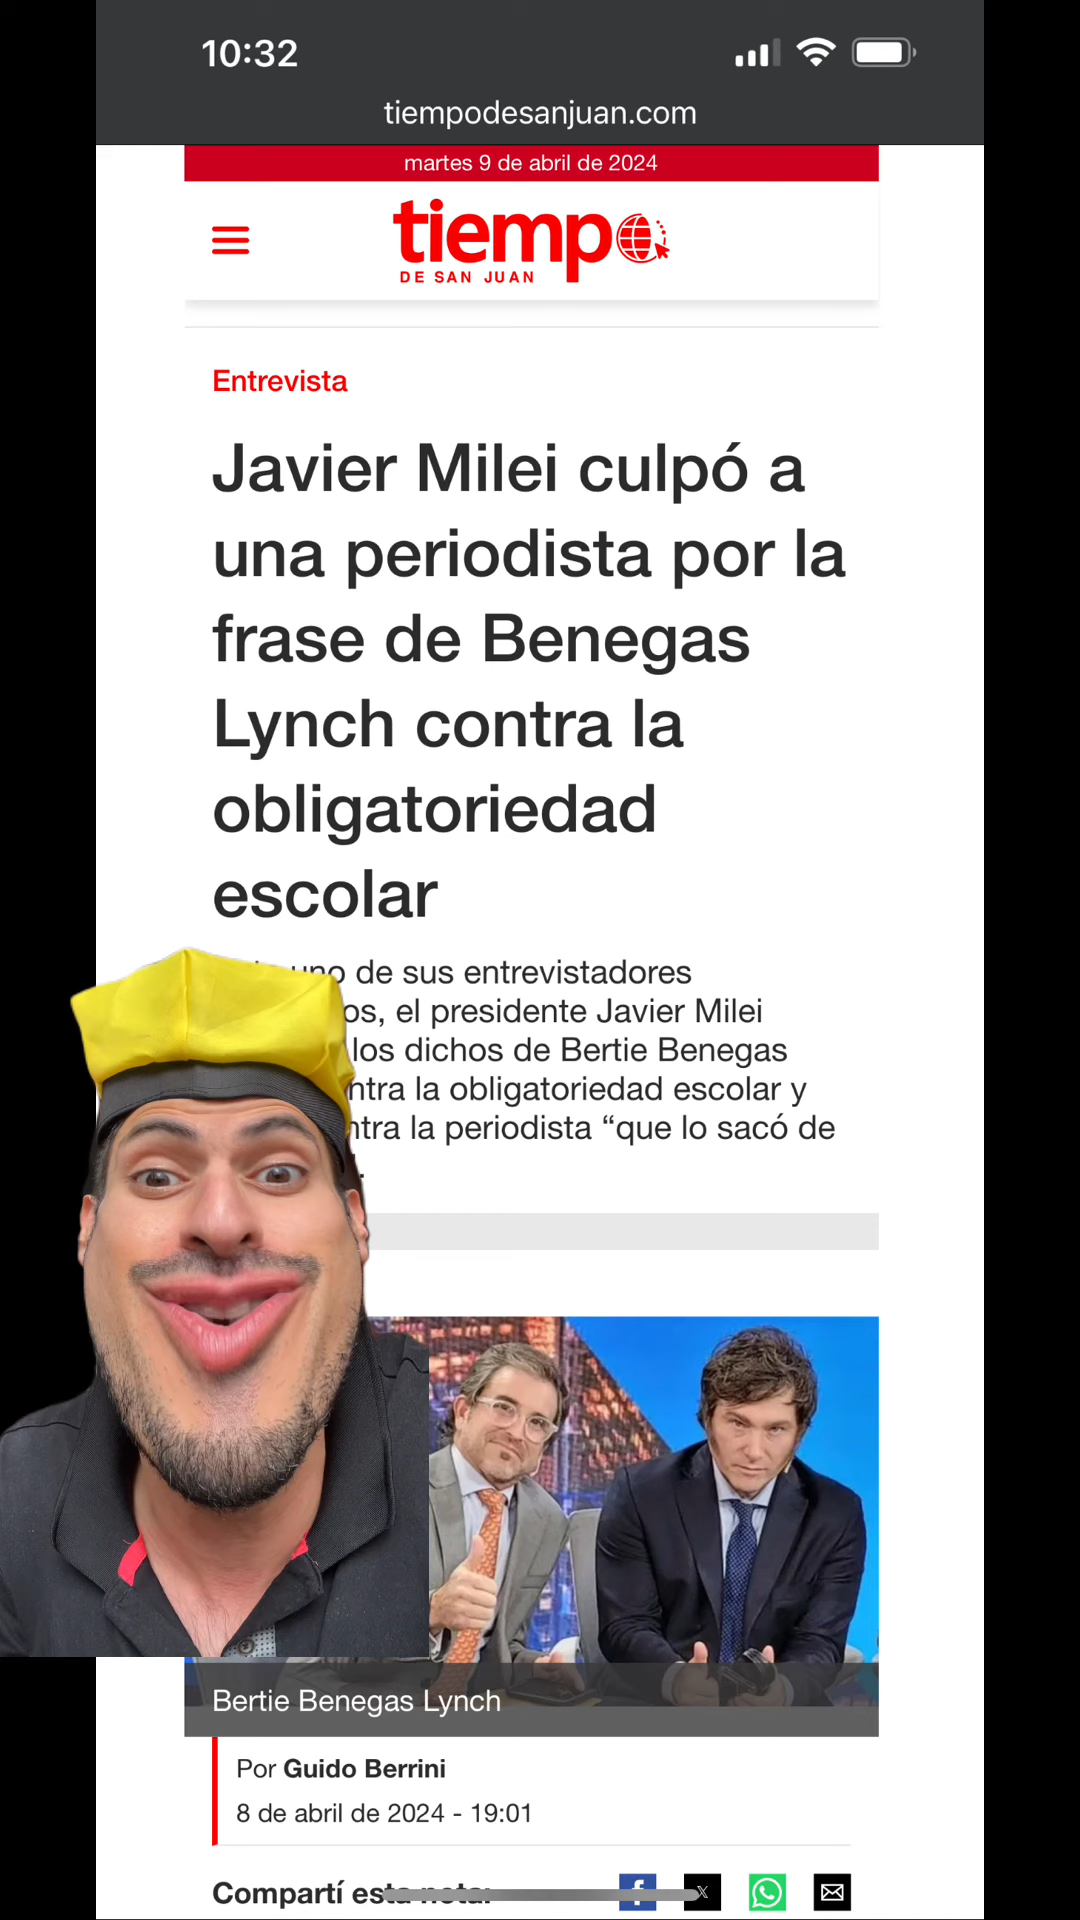 10:32
tiempodesanjuan.com
martes 9 de abril de 2024
tiempo
DE SAN JUAN
Entrevista
Javier Milei culpó a
una periodista por la
frase de Benegas
Lynch contra la
obligatoriedad
escolar
uno de sus entrevistadores
os, el presidente Javier Milei
los dichos de Bertie Benegas
ntra la obligatoriedad escolar y
ntra la periodista “que lo sacó de
Bertie Benegas Lynch
Por Guido Berrini
8 de abril de 2024 - 19:01
Compartí esta nota: